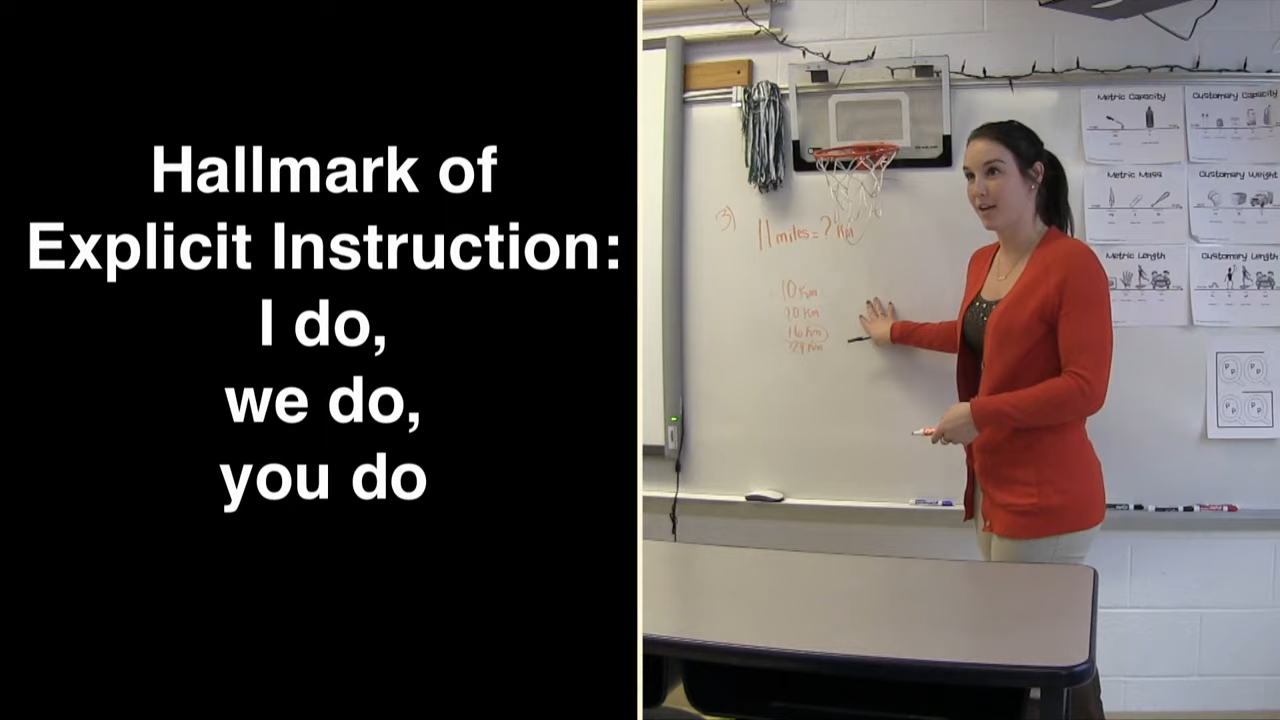 Hallmark of
Explicit Instruction:
I do,
we do,
you do
3) 11 miles = ? Km
10 Km
20 Km
16 Km
Metric Capacity
Customary Capacity
Metric Mass
Customary Weight
Metric Length
Customary Length